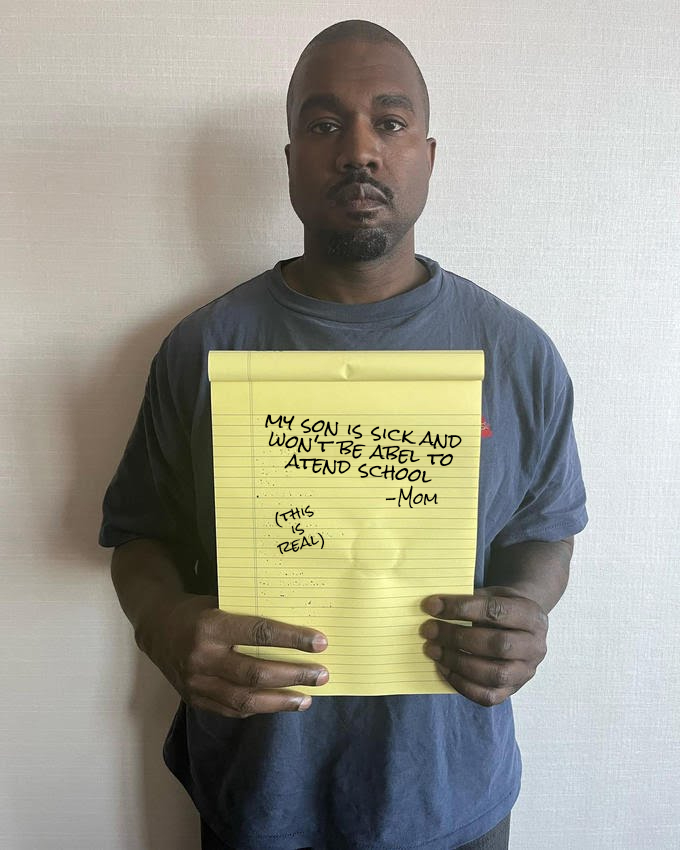 MY SON IS SICK AND
WON'T BE ABEL TO
ATEND SCHOOL
-MOM
(THIS
IS
REAL)